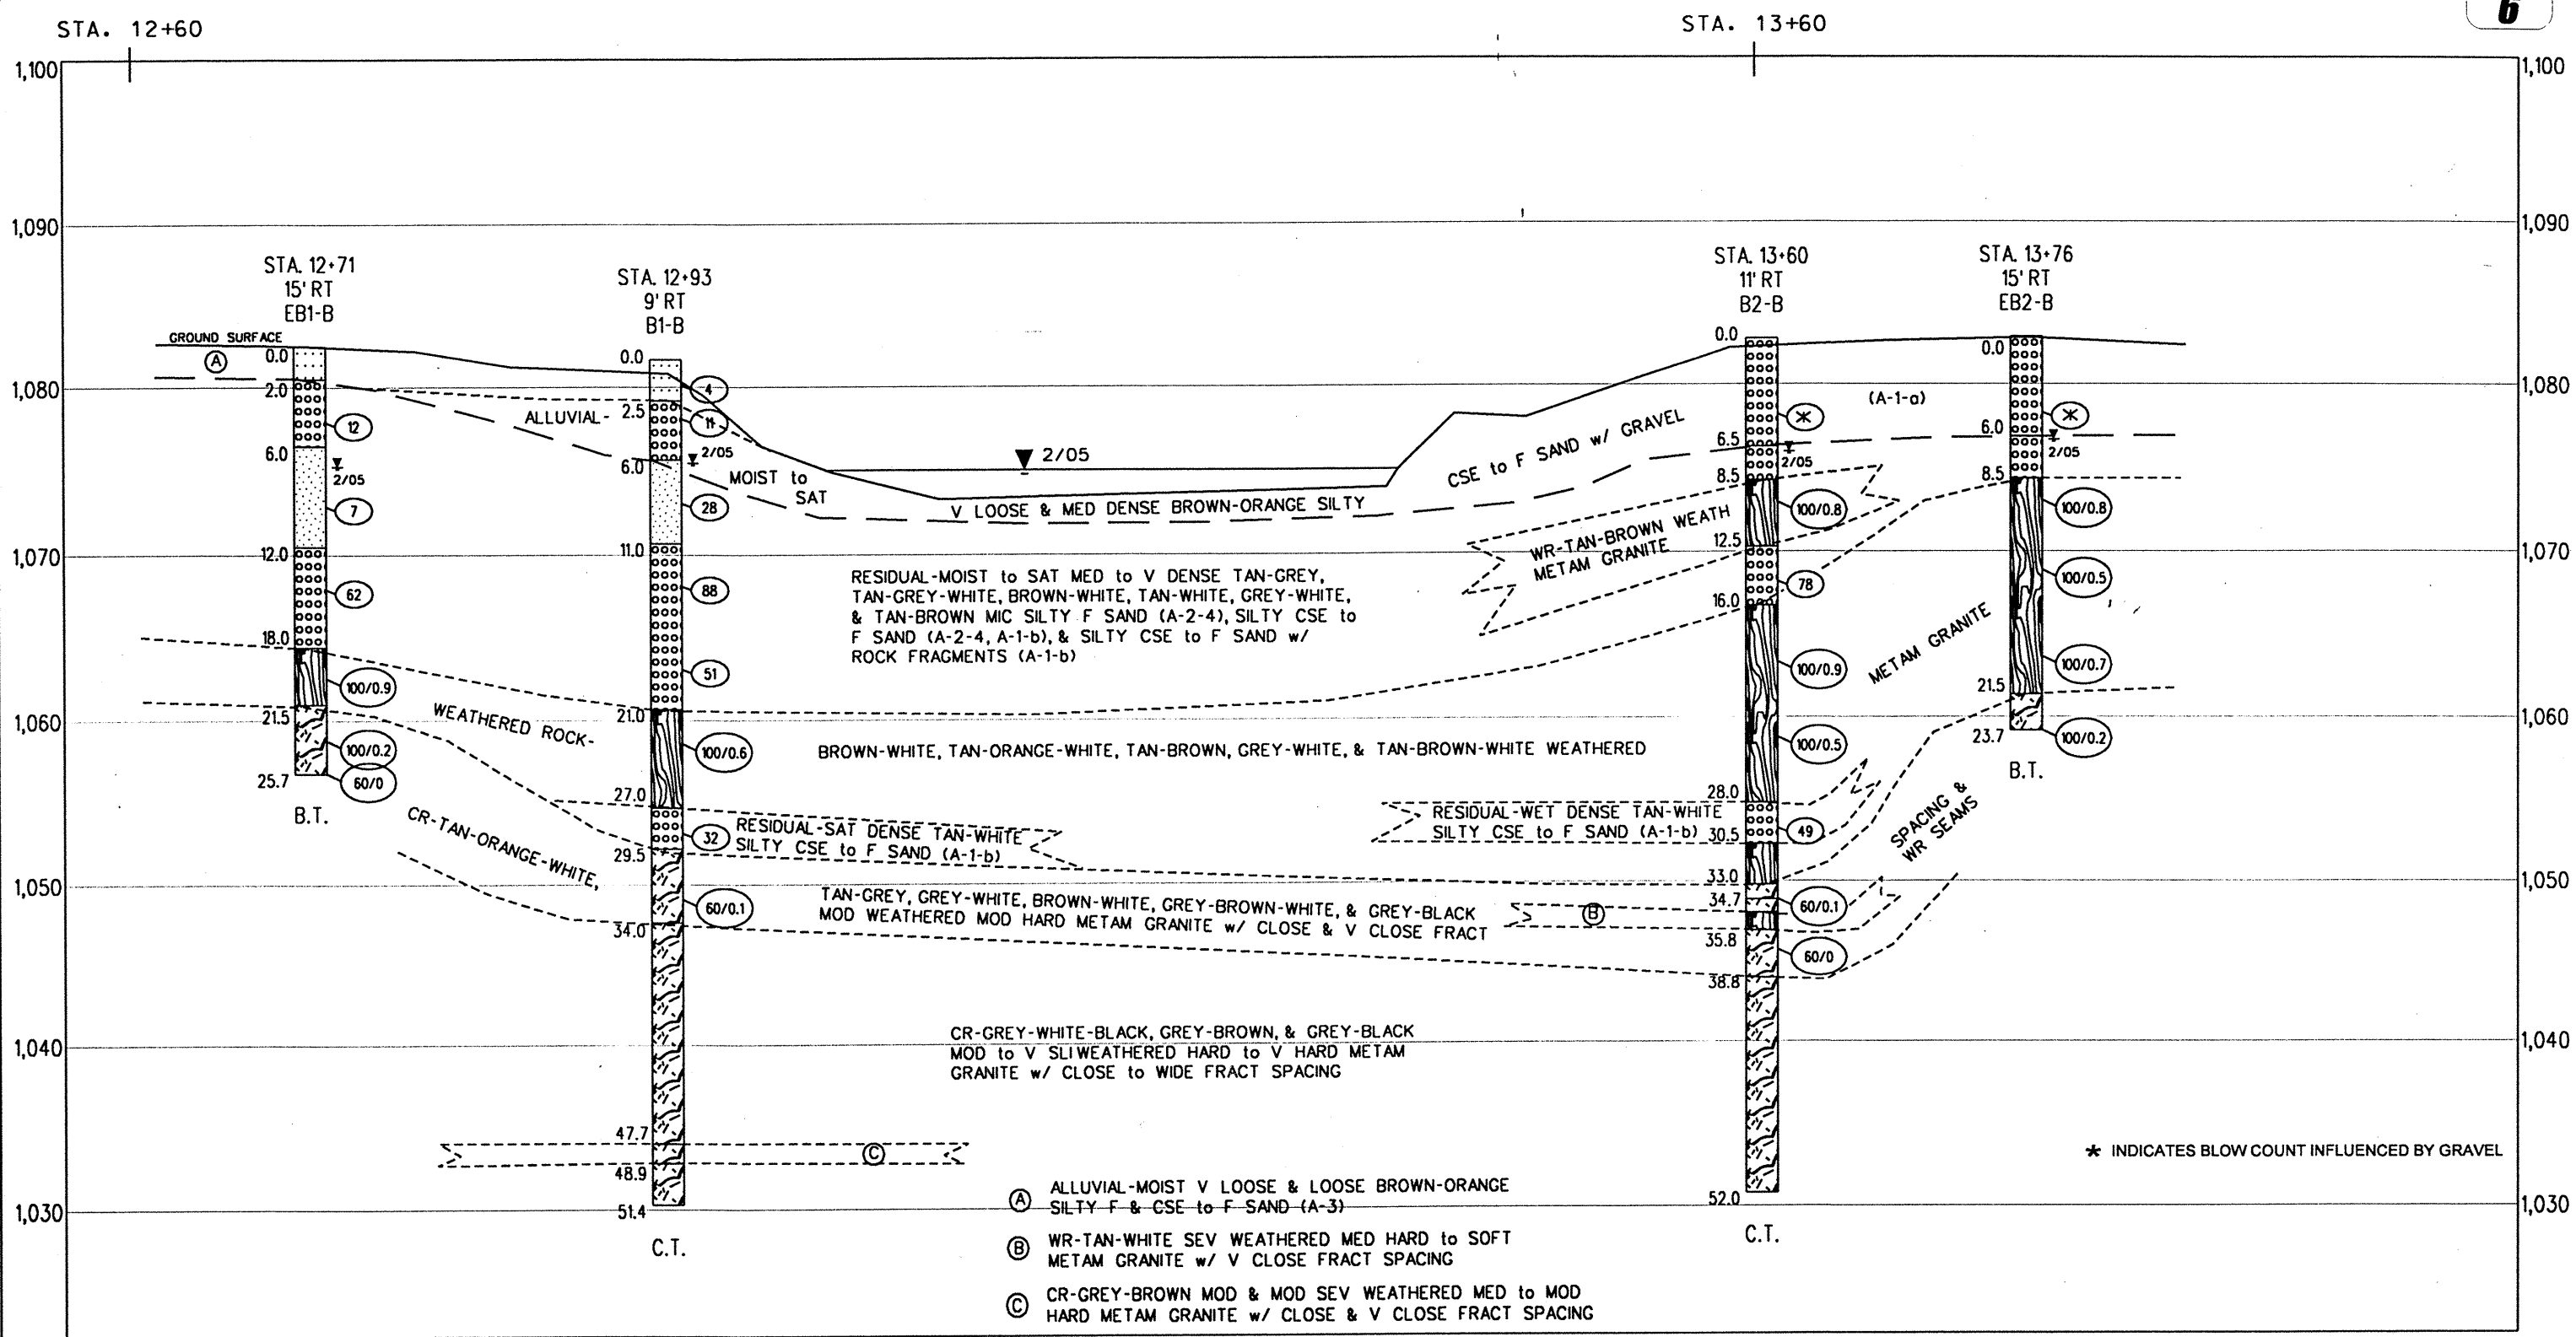 6
STA. 12+60
STA. 13+60
1,100
1,100
1,090
1,090
1,080
1,080
1,070
1,070
1,060
1,060
1,050
1,050
1,040
1,040
1,030
1,030
STA. 12+71
15' RT
EB1-B
GROUND SURFACE
A
0.0
2.0
12
6.0
2/05
7
12.0
62
18.0
100/0.9
21.5
100/0.2
60/0
25.7
B.T.
STA. 12+93
9' RT
B1-B
0.0
4
2.5
11
2/05
6.0
28
11.0
88
51
21.0
100/0.6
27.0
32
29.5
60/0.1
34.0
47.7
48.9
51.4
C.T.
STA. 13+60
11' RT
B2-B
0.0
*
6.5
2/05
8.5
100/0.8
12.5
78
16.0
100/0.9
100/0.5
28.0
49
30.5
33.0
34.7
60/0.1
35.8
60/0
38.8
52.0
C.T.
STA. 13+76
15' RT
EB2-B
0.0
*
6.0
2/05
8.5
100/0.8
100/0.5
100/0.7
21.5
23.7
100/0.2
B.T.
ALLUVIAL-
MOIST to
SAT
2/05
V LOOSE & MED DENSE BROWN-ORANGE SILTY
CSE to F SAND w/ GRAVEL
(A-1-a)
WR-TAN-BROWN WEATH
METAM GRANITE
RESIDUAL-MOIST to SAT MED to V DENSE TAN-GREY,
TAN-GREY-WHITE, BROWN-WHITE, TAN-WHITE, GREY-WHITE,
& TAN-BROWN MIC SILTY F SAND (A-2-4), SILTY CSE to
F SAND (A-2-4, A-1-b), & SILTY CSE to F SAND w/
ROCK FRAGMENTS (A-1-b)
WEATHERED ROCK-
BROWN-WHITE, TAN-ORANGE-WHITE, TAN-BROWN, GREY-WHITE, & TAN-BROWN-WHITE WEATHERED
METAM GRANITE
RESIDUAL-SAT DENSE TAN-WHITE
SILTY CSE to F SAND (A-1-b)
RESIDUAL-WET DENSE TAN-WHITE
SILTY CSE to F SAND (A-1-b)
CR-TAN-ORANGE-WHITE,
TAN-GREY, GREY-WHITE, BROWN-WHITE, GREY-BROWN-WHITE, & GREY-BLACK
MOD WEATHERED MOD HARD METAM GRANITE w/ CLOSE & V CLOSE FRACT
SPACING &
WR SEAMS
B
CR-GREY-WHITE-BLACK, GREY-BROWN, & GREY-BLACK
MOD to V SLI WEATHERED HARD to V HARD METAM
GRANITE w/ CLOSE to WIDE FRACT SPACING
C
* INDICATES BLOW COUNT INFLUENCED BY GRAVEL
A ALLUVIAL-MOIST V LOOSE & LOOSE BROWN-ORANGE
SILTY F & CSE to F SAND (A-3)
B WR-TAN-WHITE SEV WEATHERED MED HARD to SOFT
METAM GRANITE w/ V CLOSE FRACT SPACING
C CR-GREY-BROWN MOD & MOD SEV WEATHERED MED to MOD
HARD METAM GRANITE w/ CLOSE & V CLOSE FRACT SPACING